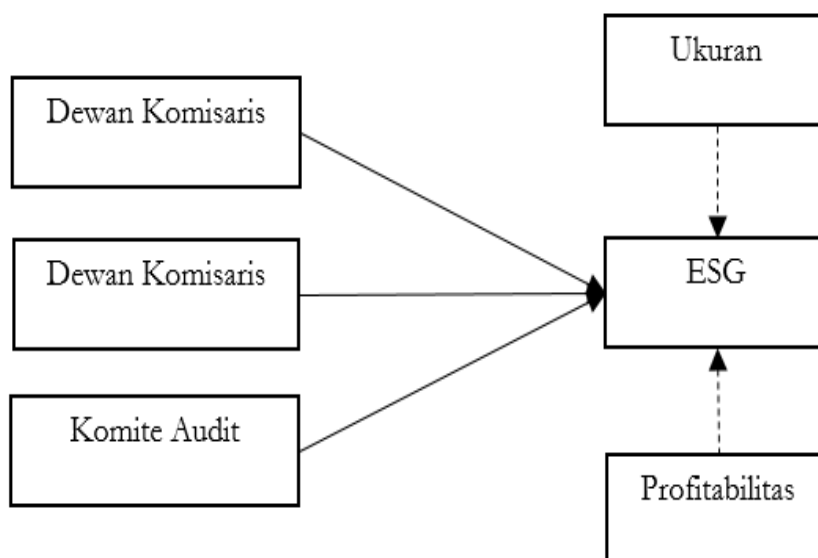 Ukuran
Dewan Komisaris
Dewan Komisaris
ESG
Komite Audit
Profitabilitas